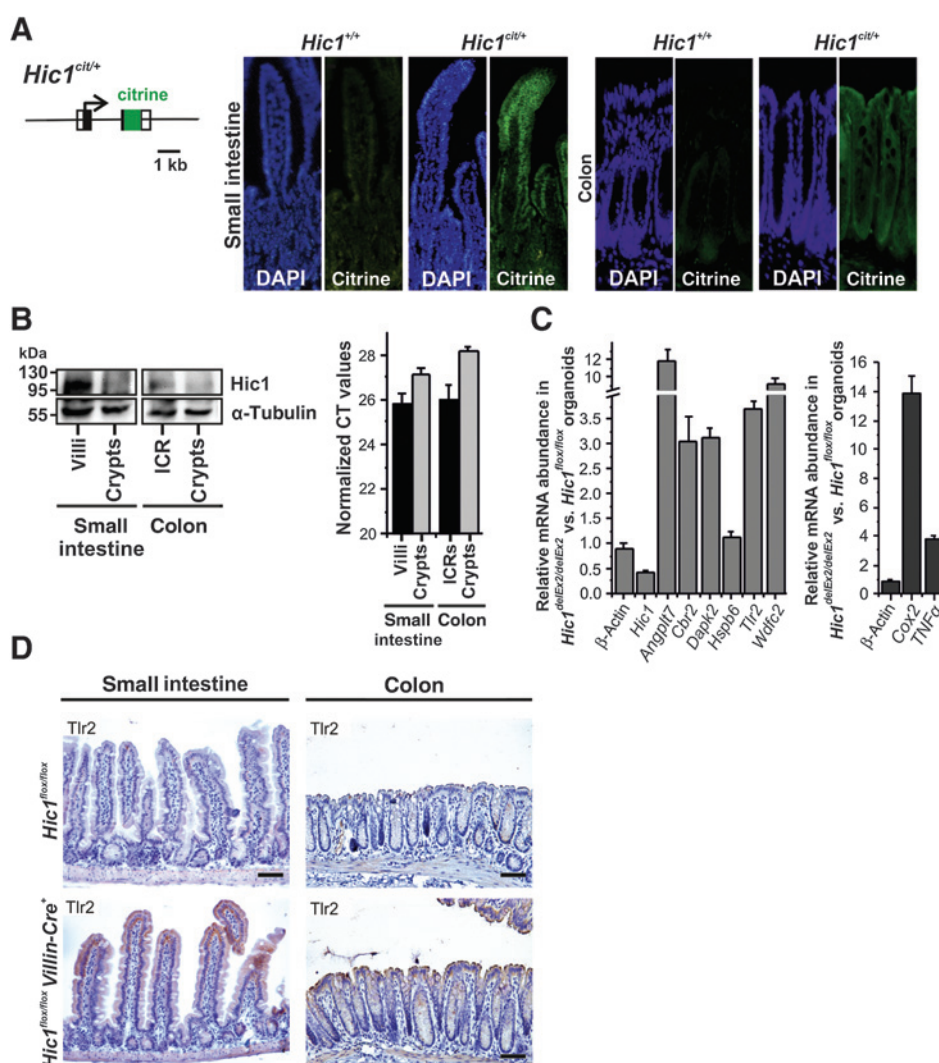 A
Hic1cit/+
citrine
1 kb
Small intestine
Hic1+/+
Hic1cit/+
DAPI
Citrine
DAPI
Citrine
Colon
Hic1+/+
Hic1cit/+
DAPI
Citrine
DAPI
Citrine
B
kDa
130
95
55
Hic1
α-Tubulin
Villi
Crypts
ICR
Crypts
Small
intestine
Colon
Normalized CT values
28
26
24
22
20
Villi
Crypts
ICRs
Crypts
Small
intestine
Colon
C
Relative mRNA abundance in
Hic1delEx2/delEx2 vs. Hic1flox/flox organoids
12
10
3.5
3.0
2.5
2.0
1.5
1.0
0.5
0.0
β-Actin
Hic1
Angplt7
Cbr2
Dapk2
Hspb6
Tlr2
Wdfc2
Relative mRNA abundance in
Hic1delEx2/delEx2 vs. Hic1flox/flox organoids
16
14
12
10
8
6
4
2
0
β-Actin
Cox2
TNFα
D
Small intestine
Colon
Hic1flox/flox
Tlr2
Tlr2
Hic1flox/flox Villin-Cre+
Tlr2
Tlr2